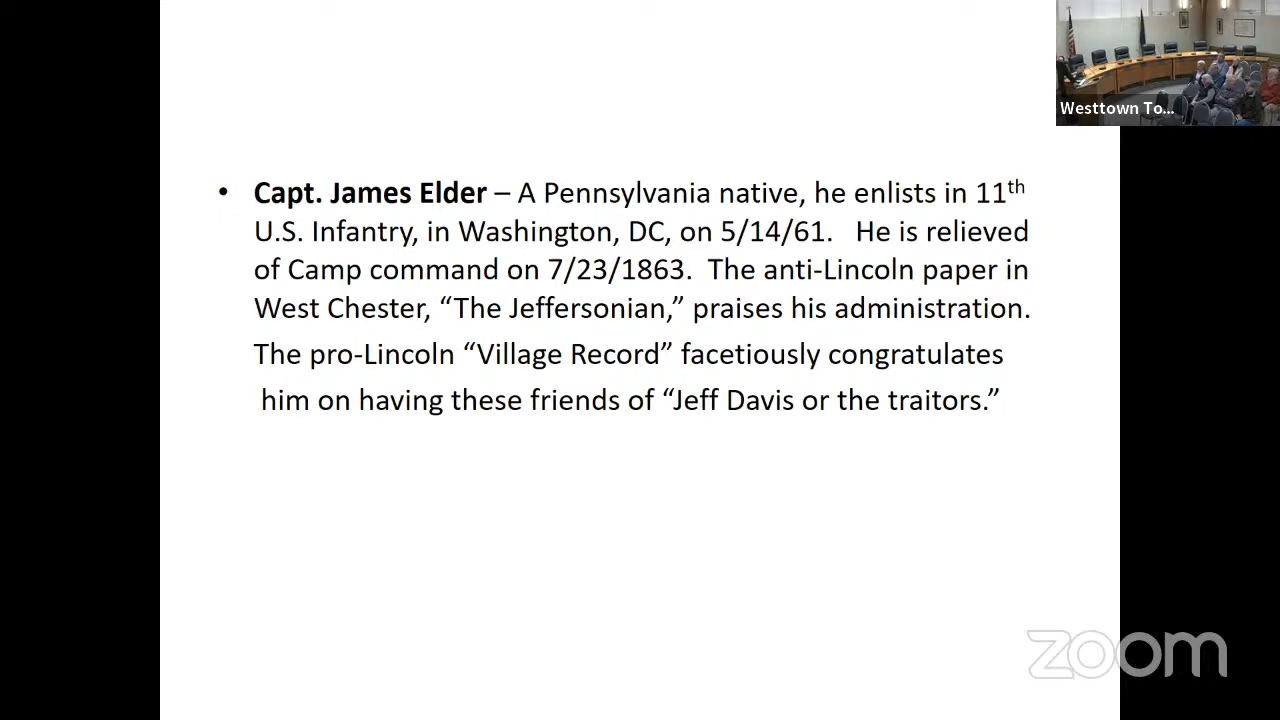 Westtown To...
• Capt. James Elder – A Pennsylvania native, he enlists in 11th
U.S. Infantry, in Washington, DC, on 5/14/61.   He is relieved
of Camp command on 7/23/1863.  The anti-Lincoln paper in
West Chester, “The Jeffersonian,” praises his administration.
The pro-Lincoln “Village Record” facetiously congratulates
him on having these friends of “Jeff Davis or the traitors.”
zoom